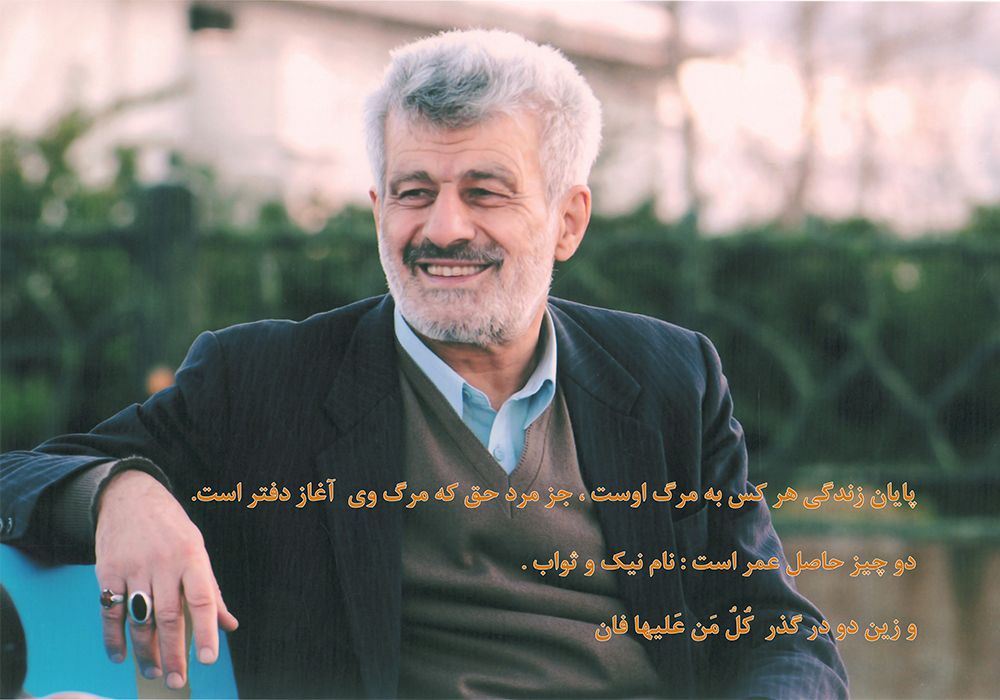 پایان زندگی هر کس به مرگ اوست ، جز مرد حق که مرگ وی آغاز دفتر است.
دو چیز حاصل عمر است : نام نیک و ثواب .
و زین دو در گذر کُلُ مَن عَلیها فان